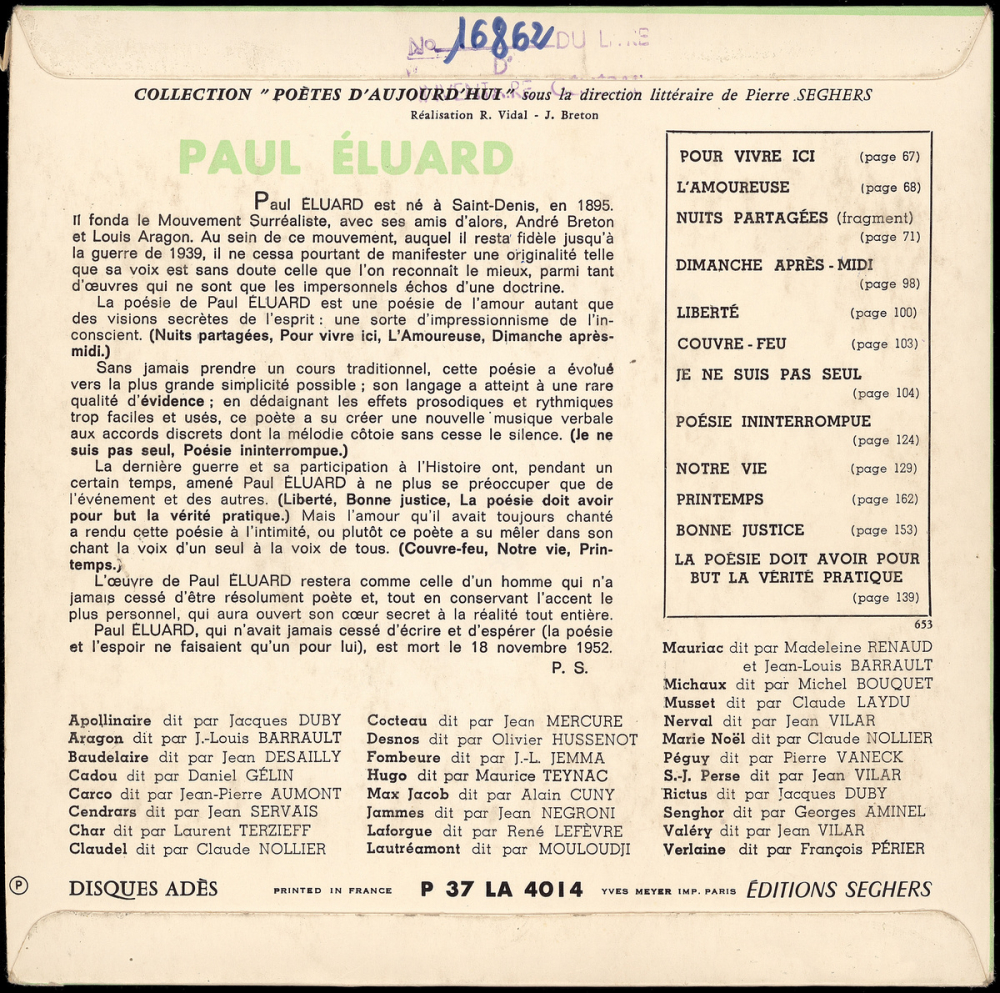 No 16862 DU
COLLECTION "POÈTES D'AUJOURD'HUI" sous la direction littéraire de Pierre SEGHERS
Réalisation R. Vidal - J. Breton
PAUL ÉLUARD
Paul ÉLUARD est né à Saint-Denis, en 1895.
Il fonda le Mouvement Surréaliste, avec ses amis d'alors, André Breton
et Louis Aragon. Au sein de ce mouvement, auquel il resta fidèle jusqu'à
la guerre de 1939, il ne cessa pourtant de manifester une originalité telle
que sa voix est sans doute celle que l'on reconnaît le mieux, parmi tant
d'œuvres qui ne sont que les impersonnels échos d'une doctrine.
La poésie de Paul ÉLUARD est une poésie de l'amour autant que
des visions secrètes de l'esprit : une sorte d'impressionnisme de l'in-
conscient. (Nuits partagées, Pour vivre ici, L'Amoureuse, Dimanche après-
midi.)
Sans jamais prendre un cours traditionnel, cette poésie a évolué
vers la plus grande simplicité possible ; son langage a atteint à une rare
qualité d'évidence ; en dédaignant les effets prosodiques et rythmiques
trop faciles et usés, ce poète a su créer une nouvelle musique verbale
aux accords discrets dont la mélodie côtoie sans cesse le silence. (Je ne
suis pas seul, Poésie ininterrompue.)
La dernière guerre et sa participation à l'Histoire ont, pendant un
certain temps, amené Paul ÉLUARD à ne plus se préoccuper que de
l'événement et des autres. (Liberté, Bonne justice, La poésie doit avoir
pour but la vérité pratique.) Mais l'amour qu'il avait toujours chanté
a rendu cette poésie à l'intimité, ou plutôt ce poète a su mêler dans son
chant la voix d'un seul à la voix de tous. (Couvre-feu, Notre vie, Prin-
temps.)
L'œuvre de Paul ÉLUARD restera comme celle d'un homme qui n'a
jamais cessé d'être résolument poète et, tout en conservant l'accent le
plus personnel, qui aura ouvert son cœur secret à la réalité tout entière.
Paul ÉLUARD, qui n'avait jamais cessé d'écrire et d'espérer (la poésie
et l'espoir ne faisaient qu'un pour lui), est mort le 18 novembre 1952.
P. S.
POUR VIVRE ICI (page 67)
L'AMOUREUSE (page 68)
NUITS PARTAGÉES (fragment)
(page 71)
DIMANCHE APRÈS - MIDI
(page 98)
LIBERTÉ (page 100)
COUVRE - FEU (page 103)
JE NE SUIS PAS SEUL
(page 104)
POÉSIE ININTERROMPUE
(page 124)
NOTRE VIE (page 129)
PRINTEMPS (page 162)
BONNE JUSTICE (page 153)
LA POÉSIE DOIT AVOIR POUR
BUT LA VÉRITÉ PRATIQUE
(page 139)
653
Apollinaire dit par Jacques DUBY
Aragon dit par J.-Louis BARRAULT
Baudelaire dit par Jean DESAILLY
Cadou dit par Daniel GÉLIN
Carco dit par Jean-Pierre AUMONT
Cendrars dit par Jean SERVAIS
Char dit par Laurent TERZIEFF
Claudel dit par Claude NOLLIER
Cocteau dit par Jean MERCURE
Desnos dit par Olivier HUSSENOT
Fombeure dit par J.-L. JEMMA
Hugo dit par Maurice TEYNAC
Max Jacob dit par Alain CUNY
Jammes dit par Jean NEGRONI
Laforgue dit par René LEFÈVRE
Lautréamont dit par MOULOUDJI
Mauriac dit par Madeleine RENAUD
et Jean-Louis BARRAULT
Michaux dit par Michel BOUQUET
Musset dit par Claude LAYDU
Nerval dit par Jean VILAR
Marie Noël dit par Claude NOLLIER
Péguy dit par Pierre VANECK
S.-J. Perse dit par Jean VILAR
Rictus dit par Jacques DUBY
Senghor dit par Georges AMINEL
Valéry dit par Jean VILAR
Verlaine dit par François PÉRIER
Ⓟ DISQUES ADÈS PRINTED IN FRANCE P 37 LA 4014 YVES MEYER IMP. PARIS ÉDITIONS SEGHERS